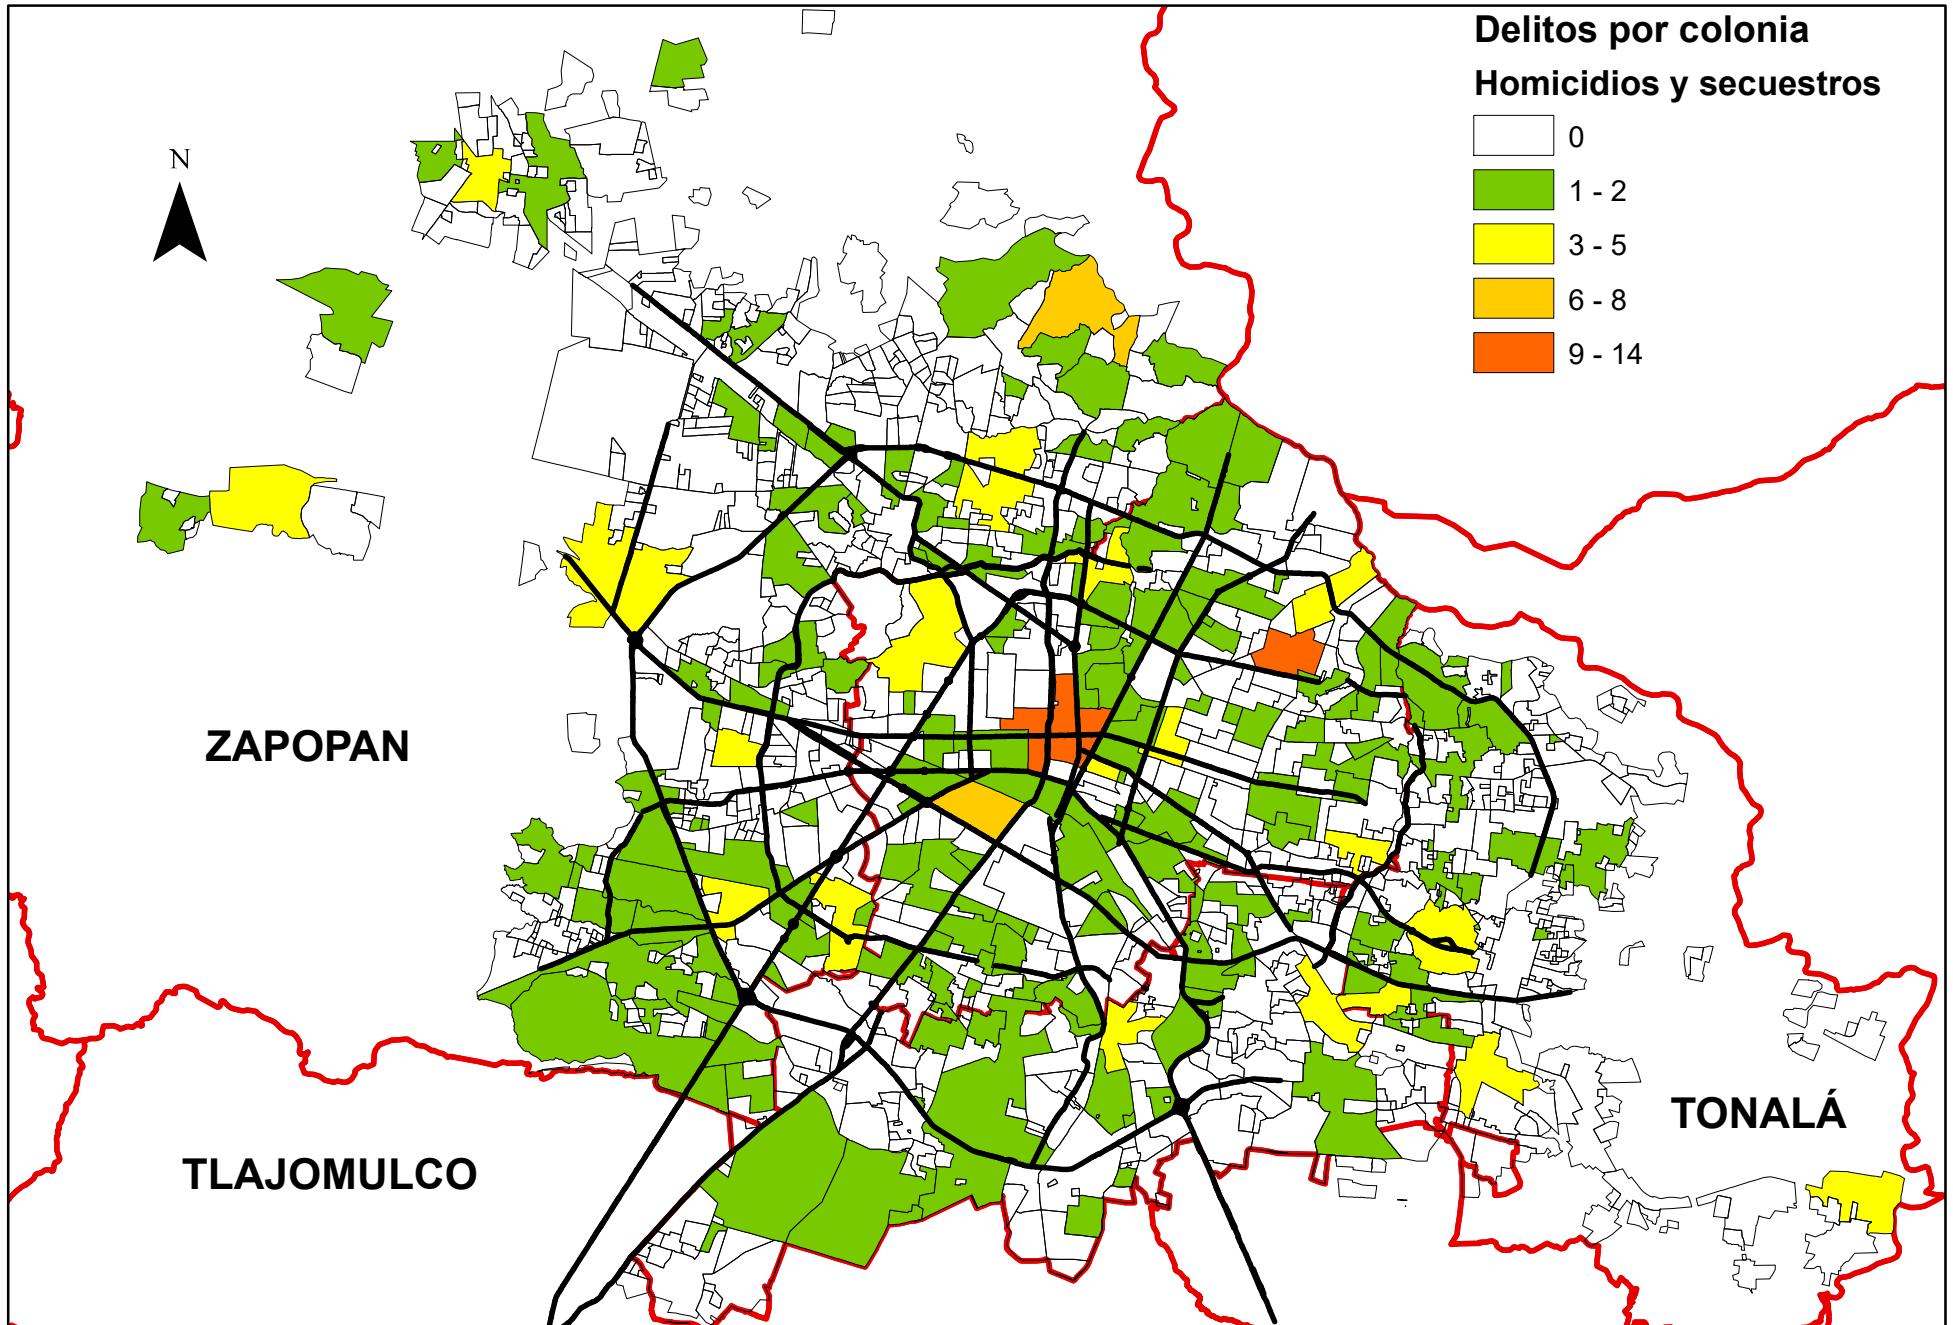 Delitos por colonia
Homicidios y secuestros
0
1 - 2
3 - 5
6 - 8
9 - 14
N
ZAPOPAN
TLAJOMULCO
TONALÁ